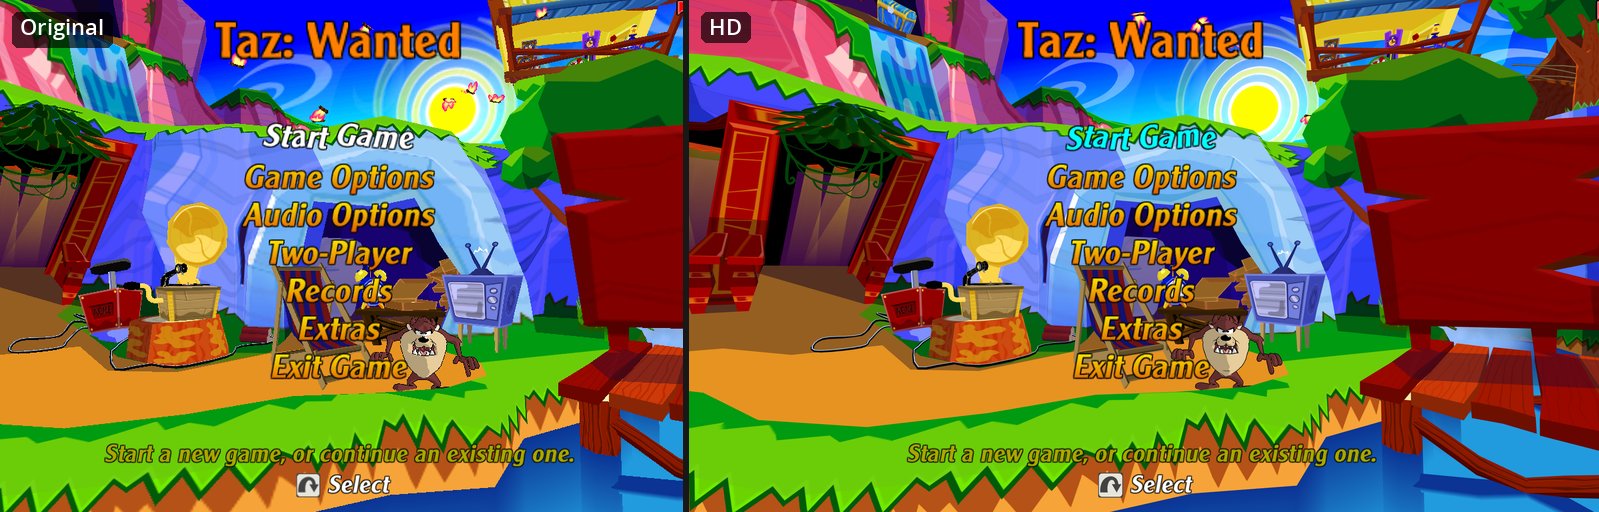 Original
Taz: Wanted
Start Game
Game Options
Audio Options
Two-Player
Records
Extras
Exit Game
Start a new game, or continue an existing one.
Select
HD
Taz: Wanted
Start Game
Game Options
Audio Options
Two-Player
Records
Extras
Exit Game
Start a new game, or continue an existing one.
Select